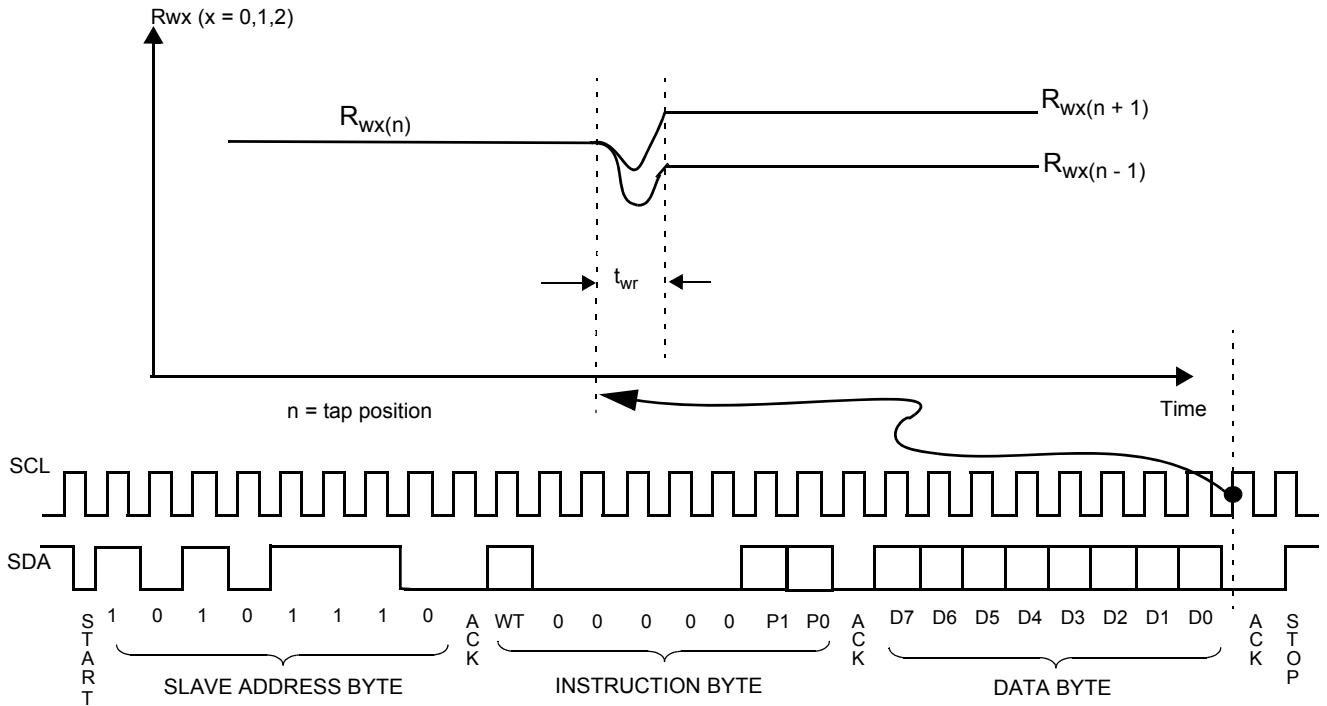 Rwx (x = 0,1,2)
Rwx(n)
Rwx(n + 1)
Rwx(n - 1)
twr
n = tap position
Time
SCL
SDA
START 1 0 1 0 1 1 1 0 ACK WT 0 0 0 0 0 P1 P0 ACK D7 D6 D5 D4 D3 D2 D1 D0 ACK STOP
SLAVE ADDRESS BYTE INSTRUCTION BYTE DATA BYTE